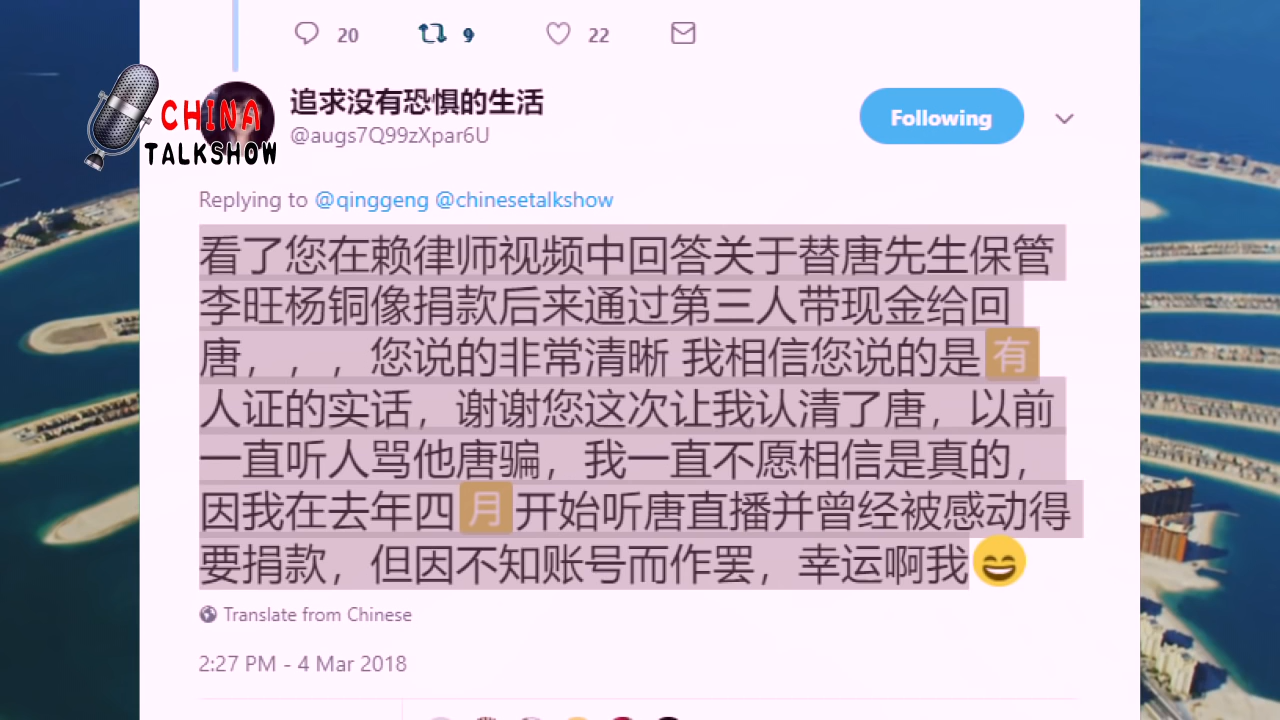 20 9 22
追求没有恐惧的生活
@augs7Q99zXpar6U
Following
CHINA
TALKSHOW
Replying to @qinggeng @chinesetalkshow
看了您在赖律师视频中回答关于替唐先生保管
李旺杨铜像捐款后来通过第三人带现金给回
唐，，，您说的非常清晰 我相信您说的是🈶
人证的实话，谢谢您这次让我认清了唐，以前
一直听人骂他唐骗，我一直不愿相信是真的，
因我在去年四🈷开始听唐直播并曾经被感动得
要捐款，但因不知账号而作罢，幸运啊我😄
Translate from Chinese
2:27 PM - 4 Mar 2018